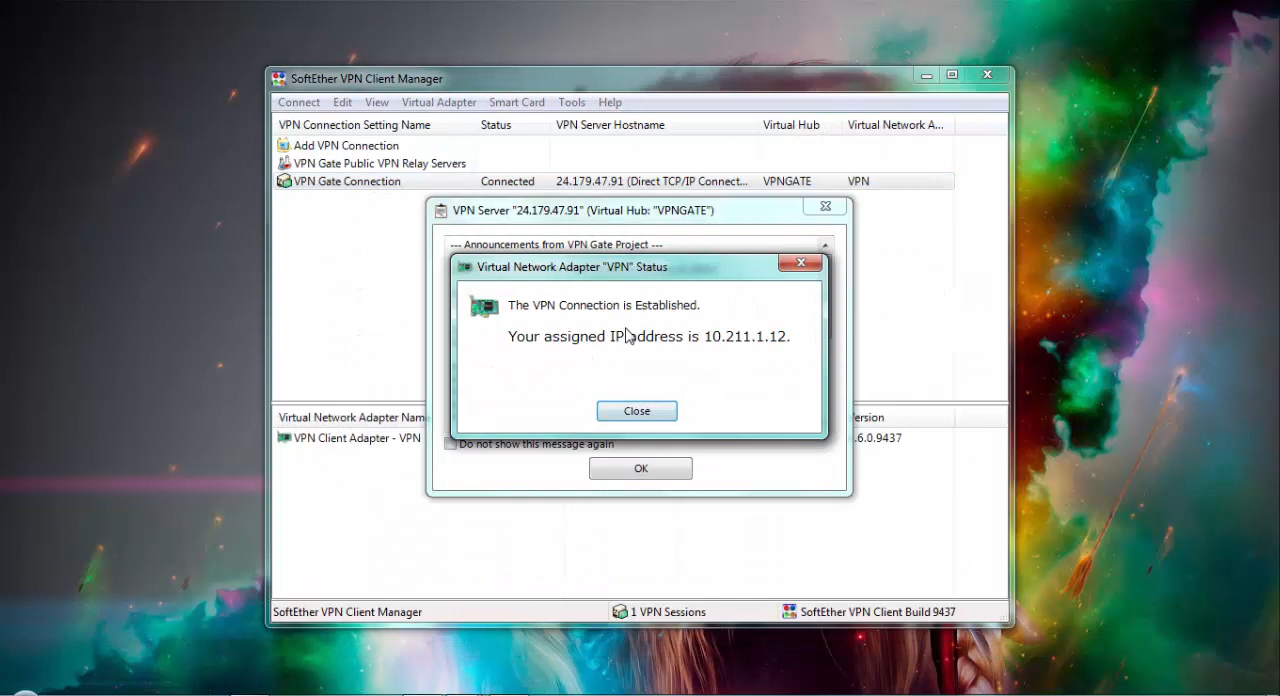 SoftEther VPN Client Manager
Connect Edit View Virtual Adapter Smart Card Tools Help
VPN Connection Setting Name Status VPN Server Hostname Virtual Hub Virtual Network A...
Add VPN Connection
VPN Gate Public VPN Relay Servers
VPN Gate Connection Connected 24.179.47.91 (Direct TCP/IP Connect... VPNGATE VPN
VPN Server "24.179.47.91" (Virtual Hub: "VPNGATE")
--- Announcements from VPN Gate Project ---
Virtual Network Adapter "VPN" Status
The VPN Connection is Established.
Your assigned IP address is 10.211.1.12.
Close
Virtual Network Adapter Nam ersion
VPN Client Adapter - VPN .6.0.9437
Do not show this message again
OK
SoftEther VPN Client Manager 1 VPN Sessions SoftEther VPN Client Build 9437